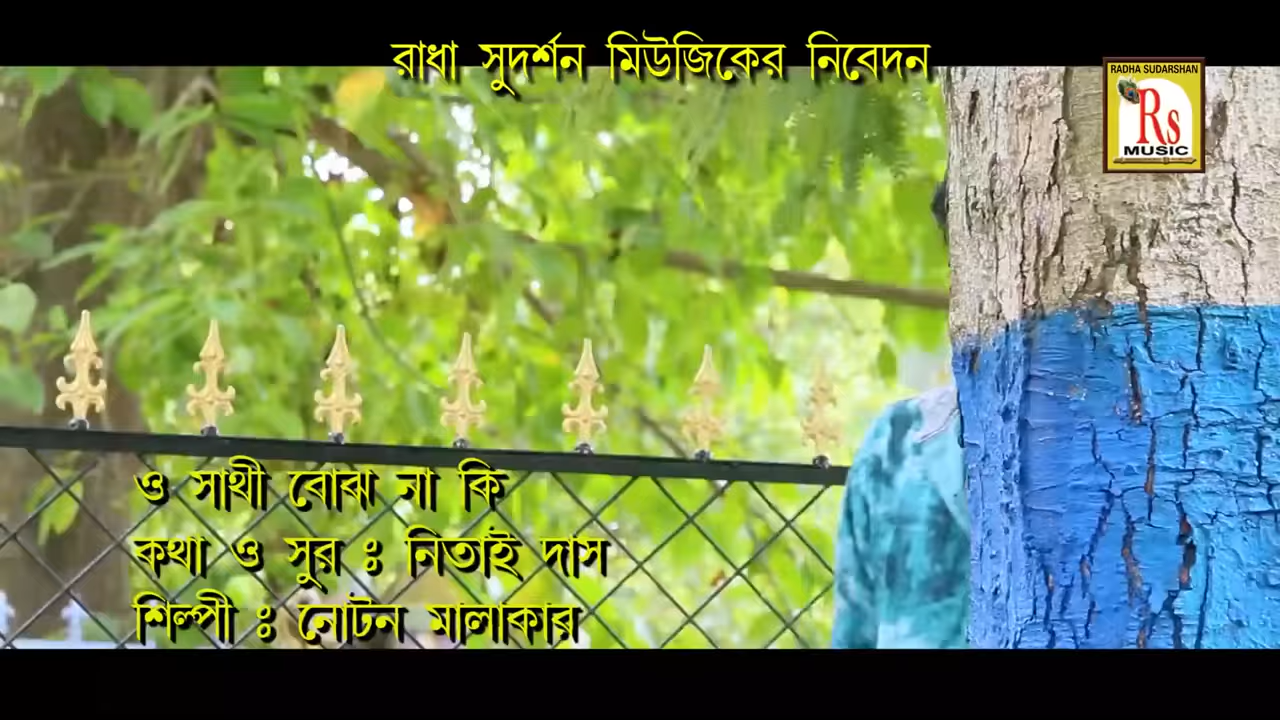 রাধা সুদর্শন মিউজিকের নিবেদন
RADHA SUDARSHAN
Rs
MUSIC
ও সাথী বোঝ না কি
কথা ও সুর ঃ নিতাই দাস
শিল্পী ঃ নোটন মালাকার